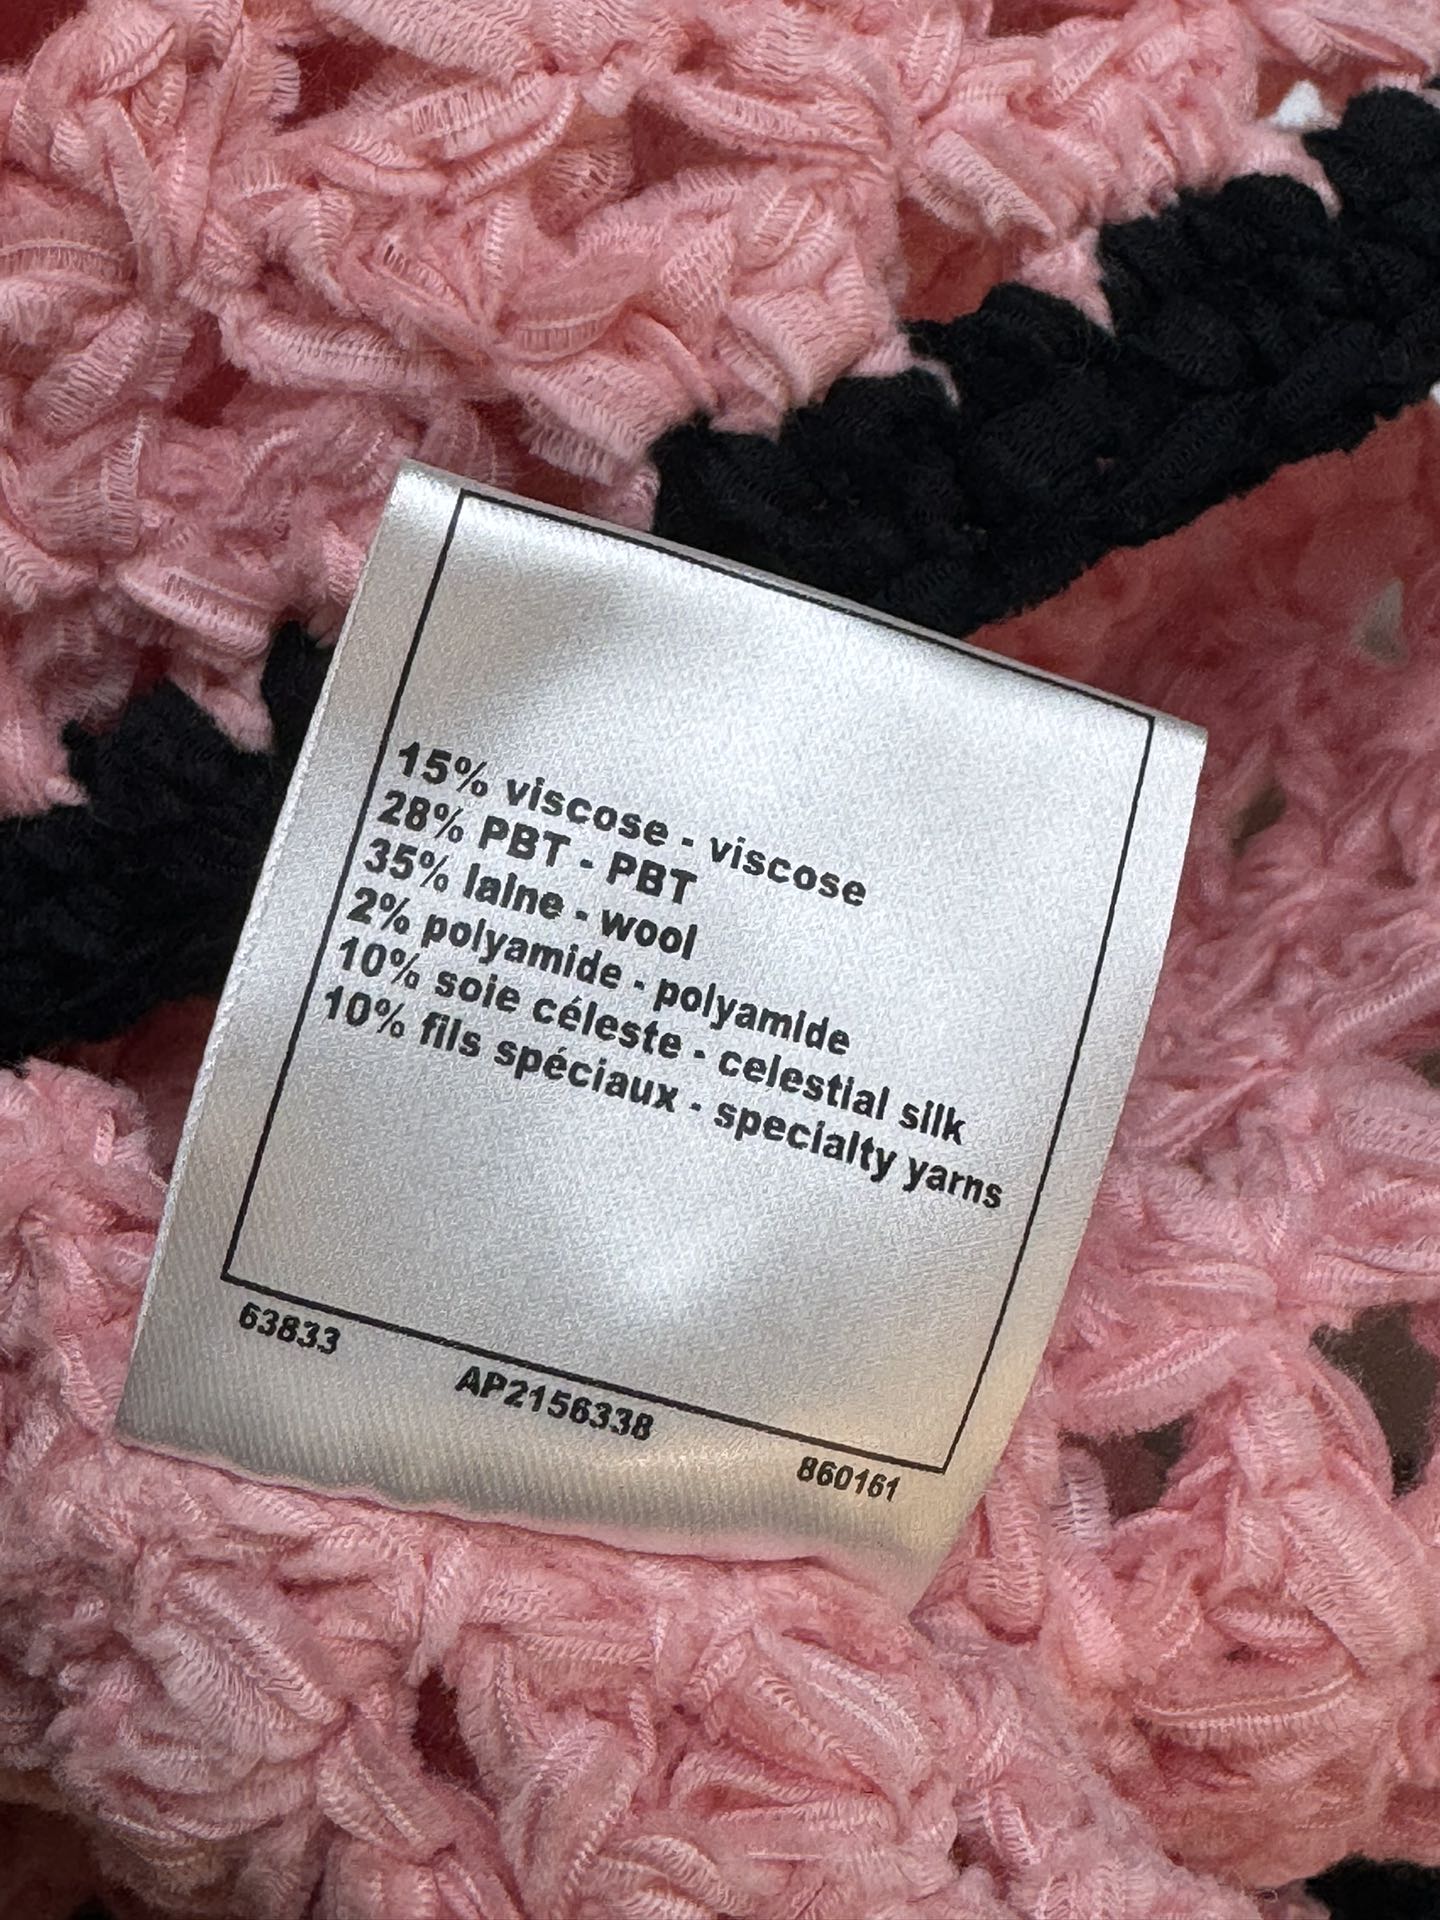 15% viscose - viscose
28% PBT - PBT
35% laine - wool
2% polyamide - polyamide
10% soie céleste - celestial silk
10% fils spéciaux - specialty yarns
63833
AP2156338
860161